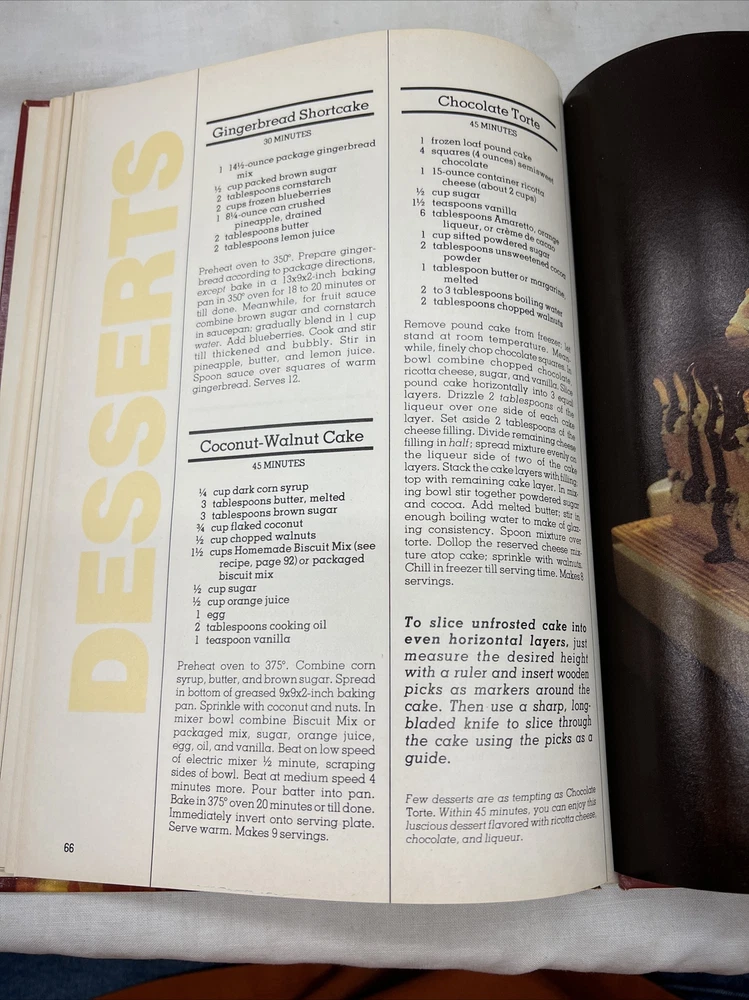 DESSERTS
Gingerbread Shortcake
30 MINUTES
1 14½-ounce package gingerbread
mix
½ cup packed brown sugar
2 tablespoons cornstarch
2 cups frozen blueberries
1 8¼-ounce can crushed
pineapple, drained
2 tablespoons butter
2 tablespoons lemon juice
Preheat oven to 350°. Prepare ginger-
bread according to package directions,
except bake in a 13x9x2-inch baking
pan in 350° oven for 18 to 20 minutes or
till done. Meanwhile, for fruit sauce
combine brown sugar and cornstarch
in saucepan; gradually blend in 1 cup
water. Add blueberries. Cook and stir
till thickened and bubbly. Stir in
pineapple, butter, and lemon juice.
Spoon sauce over squares of warm
gingerbread. Serves 12.
Coconut-Walnut Cake
45 MINUTES
¼ cup dark corn syrup
3 tablespoons butter, melted
3 tablespoons brown sugar
¾ cup flaked coconut
½ cup chopped walnuts
1½ cups Homemade Biscuit Mix (see
recipe, page 92) or packaged
biscuit mix
½ cup sugar
½ cup orange juice
1 egg
2 tablespoons cooking oil
1 teaspoon vanilla
Preheat oven to 375°. Combine corn
syrup, butter, and brown sugar. Spread
in bottom of greased 9x9x2-inch baking
pan. Sprinkle with coconut and nuts. In
mixer bowl combine Biscuit Mix or
packaged mix, sugar, orange juice,
egg, oil, and vanilla. Beat on low speed
of electric mixer ½ minute, scraping
sides of bowl. Beat at medium speed 4
minutes more. Pour batter into pan.
Bake in 375° oven 20 minutes or till done.
Immediately invert onto serving plate.
Serve warm. Makes 9 servings.
Chocolate Torte
45 MINUTES
1 frozen loaf pound cake
4 squares (4 ounces) semisweet
chocolate
1 15-ounce container ricotta
cheese (about 2 cups)
½ cup sugar
1½ teaspoons vanilla
6 tablespoons Amaretto, orange
liqueur, or crème de cacao
1 cup sifted powdered sugar
2 tablespoons unsweetened cocoa
powder
1 tablespoon butter or margarine,
melted
2 to 3 tablespoons boiling water
2 tablespoons chopped walnuts
Remove pound cake from freezer; let
stand at room temperature. Mean-
while, finely chop chocolate squares. In
bowl combine chopped chocolate,
ricotta cheese, sugar, and vanilla. Slice
pound cake horizontally into 3 equal
layers. Drizzle 2 tablespoons of the
liqueur over one side of each cake
layer. Set aside 2 tablespoons of the
cheese filling. Divide remaining cheese
filling in half; spread mixture evenly on
the liqueur side of two of the cake
layers. Stack the cake layers with filling;
top with remaining cake layer. In mix-
ing bowl stir together powdered sugar
and cocoa. Add melted butter; stir in
enough boiling water to make of glaz-
ing consistency. Spoon mixture over
torte. Dollop the reserved cheese mix-
ture atop cake; sprinkle with walnuts.
Chill in freezer till serving time. Makes 8
servings.
To slice unfrosted cake into
even horizontal layers, just
measure the desired height
with a ruler and insert wooden
picks as markers around the
cake. Then use a sharp, long-
bladed knife to slice through
the cake using the picks as a
guide.
Few desserts are as tempting as Chocolate
Torte. Within 45 minutes, you can enjoy this
luscious dessert flavored with ricotta cheese,
chocolate, and liqueur.
66